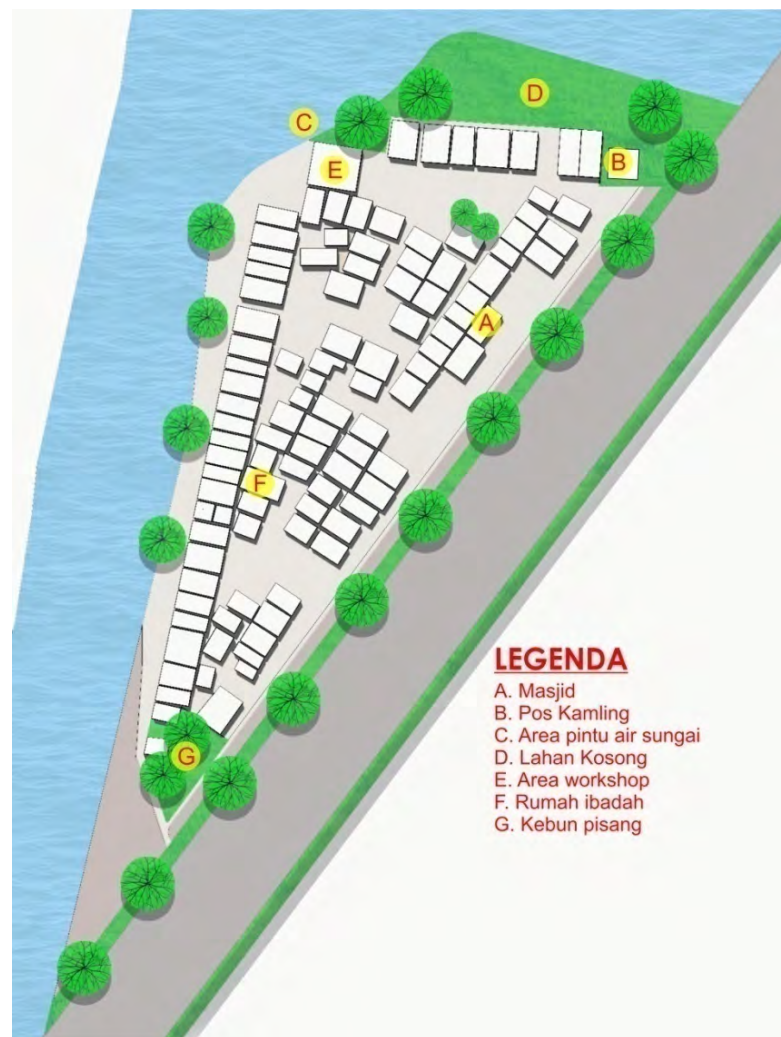 D
C
B
E
A
F
G
LEGENDA
A. Masjid
B. Pos Kamling
C. Area pintu air sungai
D. Lahan Kosong
E. Area workshop
F. Rumah ibadah
G. Kebun pisang